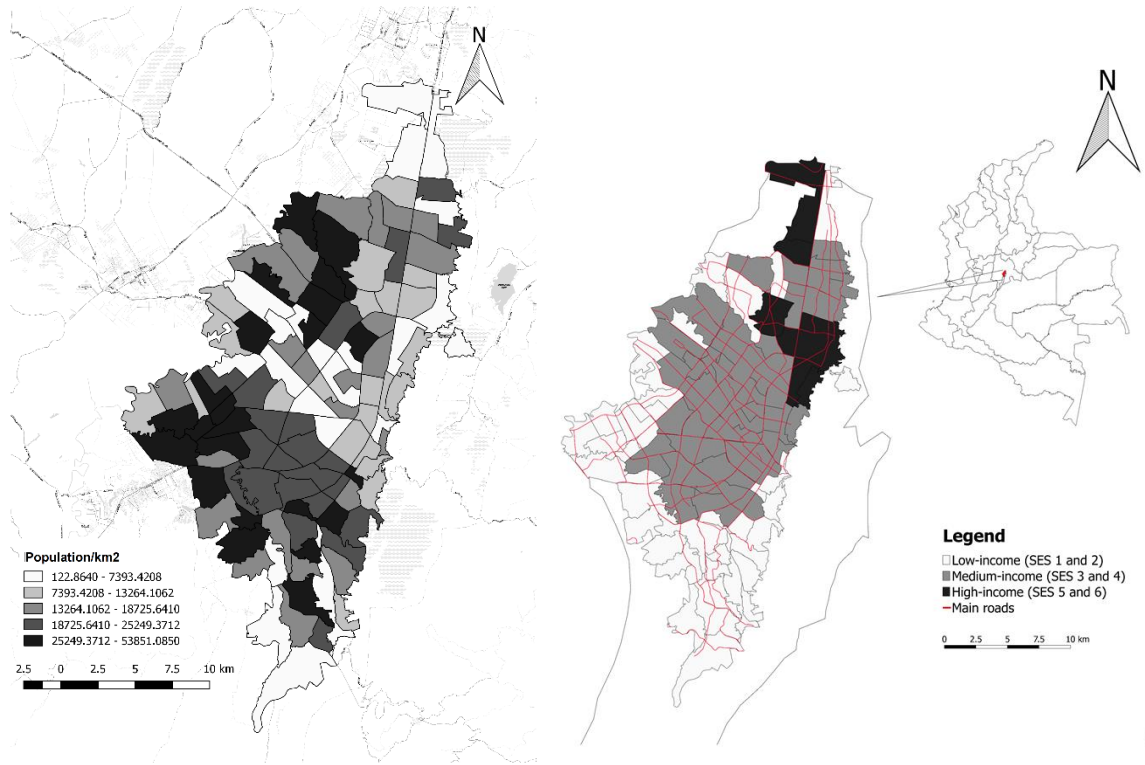 N
Population/km2
122.8640 - 7393.4208
7393.4208 - 13264.1062
13264.1062 - 18725.6410
18725.6410 - 25249.3712
25249.3712 - 53851.0850
2.5 0 2.5 5 7.5 10 km
N
Legend
Low-income (SES 1 and 2)
Medium-income (SES 3 and 4)
High-income (SES 5 and 6)
Main roads
0 2.5 5 7.5 10 km